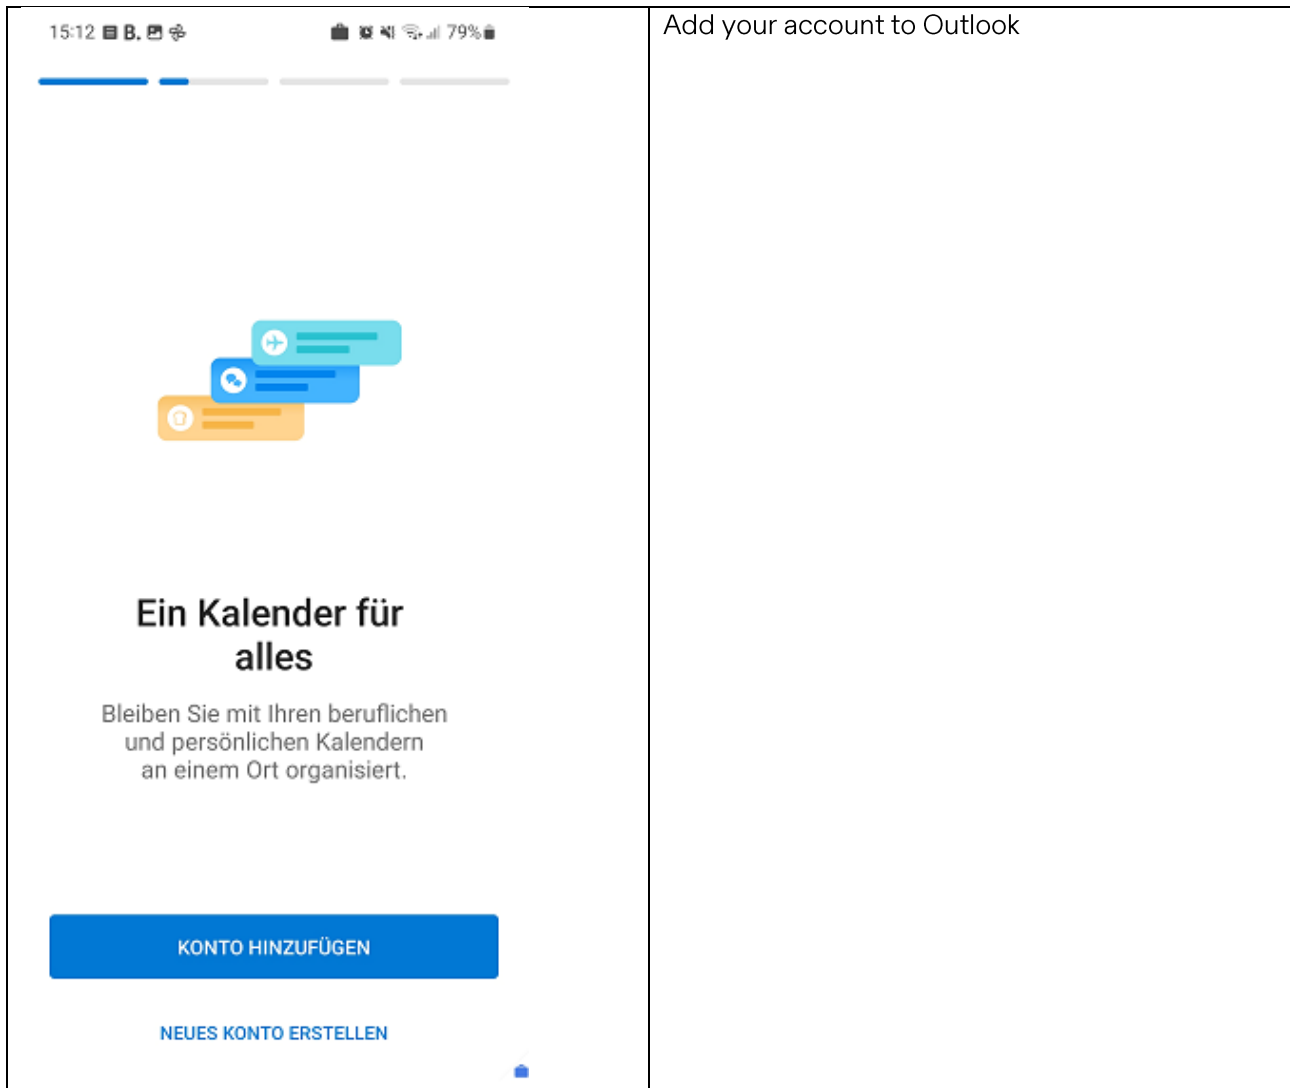 15:12 B. 79%
Ein Kalender für
alles
Bleiben Sie mit Ihren beruflichen
und persönlichen Kalendern
an einem Ort organisiert.
KONTO HINZUFÜGEN
NEUES KONTO ERSTELLEN
Add your account to Outlook